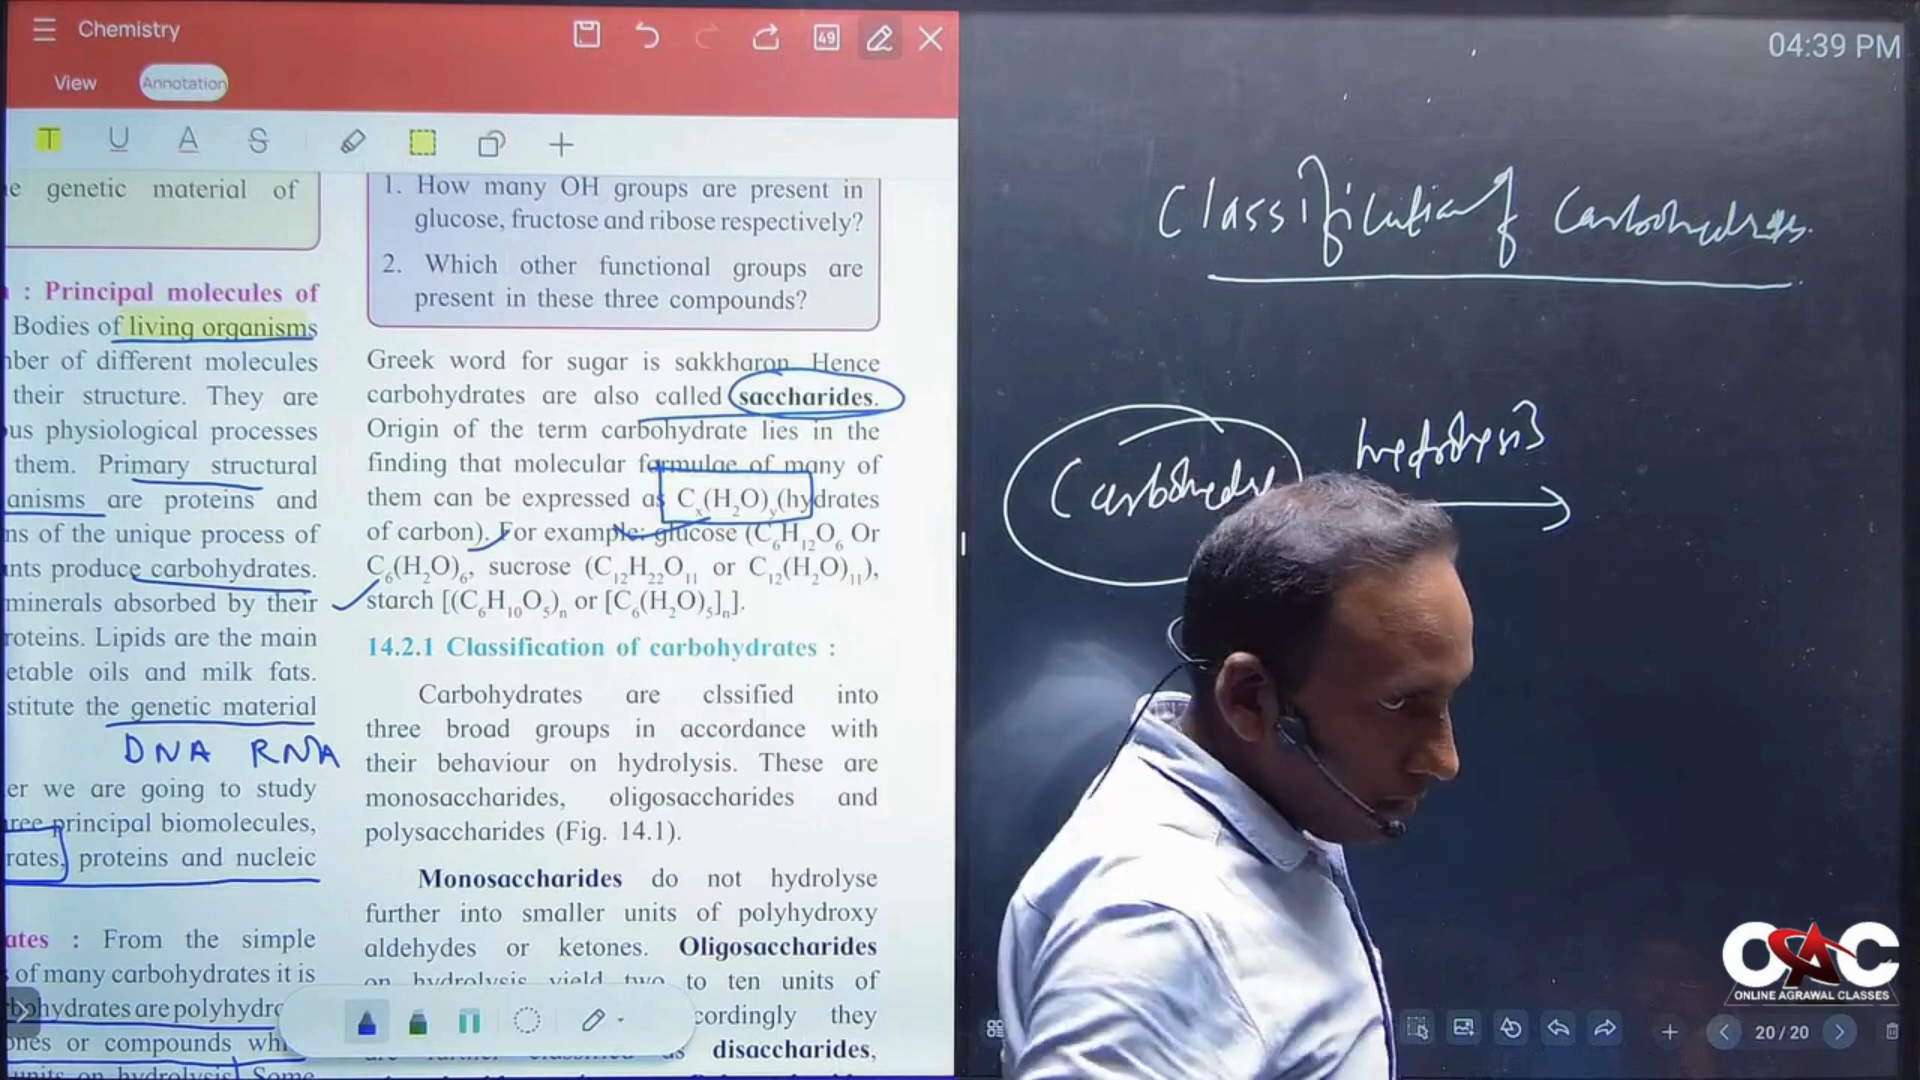 Chemistry
49
View
Annotation
T U A S
e genetic material of
: Principal molecules of
Bodies of living organisms
ber of different molecules
their structure. They are
us physiological processes
them. Primary structural
anisms are proteins and
ns of the unique process of
nts produce carbohydrates.
minerals absorbed by their
roteins. Lipids are the main
etable oils and milk fats.
stitute the genetic material
DNA RNA
er we are going to study
ree principal biomolecules,
rates, proteins and nucleic
ates : From the simple
of many carbohydrates it is
bohydrates are polyhydro
ones or compounds wh
units on hydrolysis. Some
1. How many OH groups are present in
glucose, fructose and ribose respectively?
2. Which other functional groups are
present in these three compounds?
Greek word for sugar is sakkharon. Hence
carbohydrates are also called saccharides.
Origin of the term carbohydrate lies in the
finding that molecular formulae of many of
them can be expressed as Cₓ(H₂O)ᵧ(hydrates
of carbon). For example: glucose (C₆H₁₂O₆ Or
C₆(H₂O)₆, sucrose (C₁₂H₂₂O₁₁ or C₁₂(H₂O)₁₁),
starch [(C₆H₁₀O₅)ₙ or [C₆(H₂O)₅]ₙ].
14.2.1 Classification of carbohydrates :
Carbohydrates are clssified into
three broad groups in accordance with
their behaviour on hydrolysis. These are
monosaccharides, oligosaccharides and
polysaccharides (Fig. 14.1).
Monosaccharides do not hydrolyse
further into smaller units of polyhydroxy
aldehydes or ketones. Oligosaccharides
on hydrolysis yield two to ten units of
cordingly they
disaccharides,
04:39 PM
Classification of Carbohydrates.
Carbohydra
hydrolysis
OAC
ONLINE AGRAWAL CLASSES
20/20